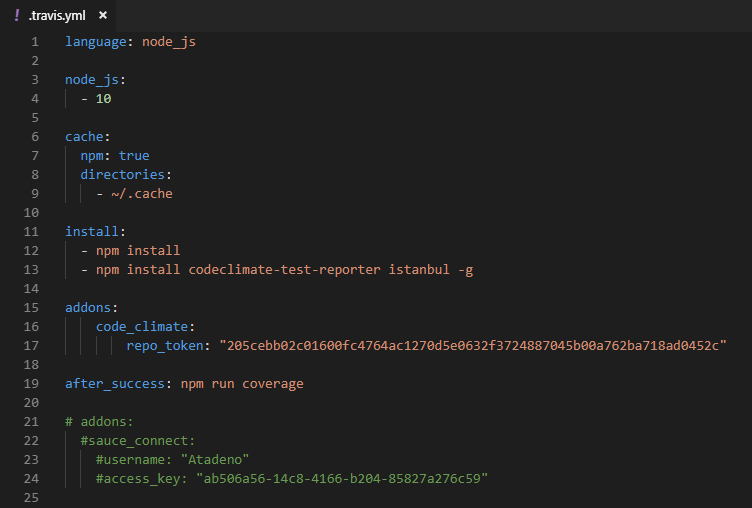 ! .travis.yml ×
1 language: node_js
2
3 node_js:
4   - 10
5
6 cache:
7   npm: true
8   directories:
9     - ~/.cache
10
11 install:
12   - npm install
13   - npm install codeclimate-test-reporter istanbul -g
14
15 addons:
16     code_climate:
17         repo_token: "205cebb02c01600fc4764ac1270d5e0632f3724887045b00a762ba718ad0452c"
18
19 after_success: npm run coverage
20
21 # addons:
22   #sauce_connect:
23     #username: "Atadeno"
24     #access_key: "ab506a56-14c8-4166-b204-85827a276c59"
25